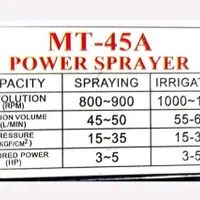 MT-45A
POWER SPRAYER
PACITY SPRAYING IRRIGAT
OLUTION (RPM) 800~900 1000~1
ION VOLUME (L/MIN) 45~50 55-6
RESSURE (KGF/CM²) 15~35 15~3
IRED POWER (HP) 3~5 3~5